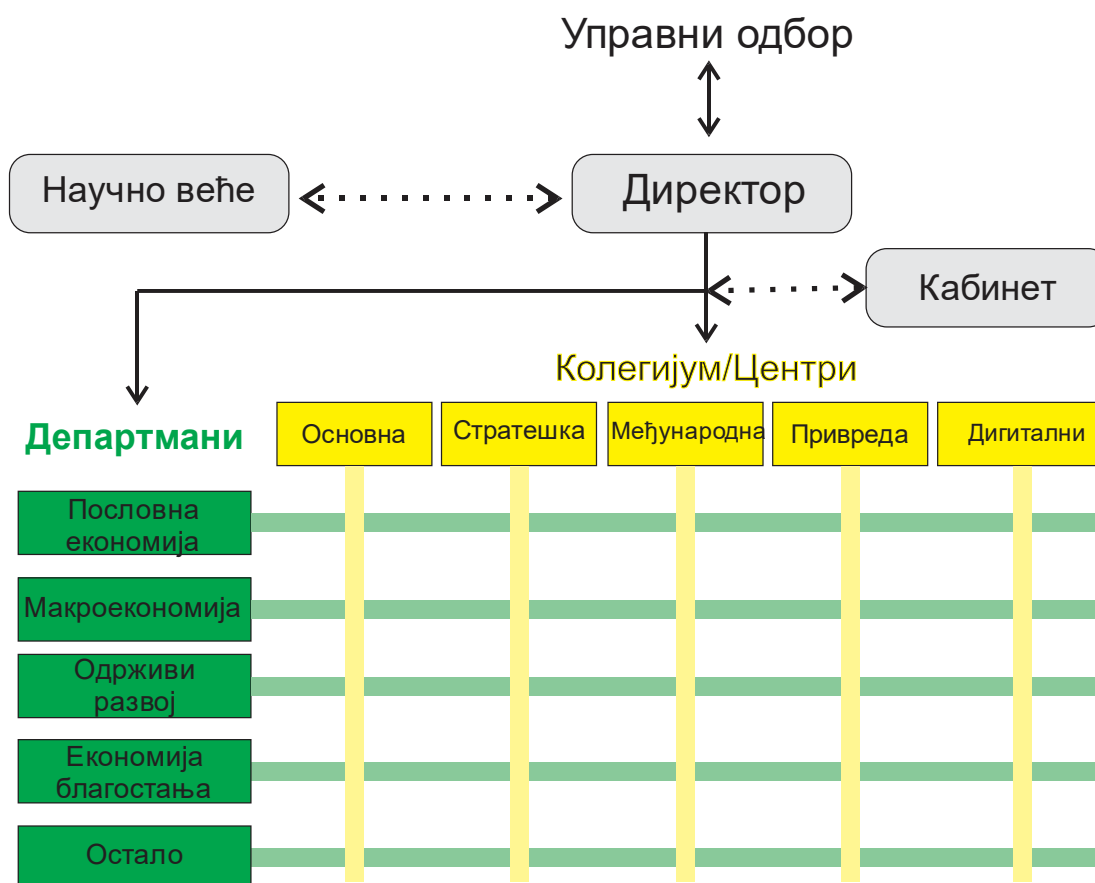 Управни одбор
Научно веће
Директор
Кабинет
Колегијум/Центри
Департмани
Основна
Стратешка
Међународна
Привреда
Дигитални
Пословна
економија
Макроекономија
Одрживи
развој
Економија
благостања
Остало